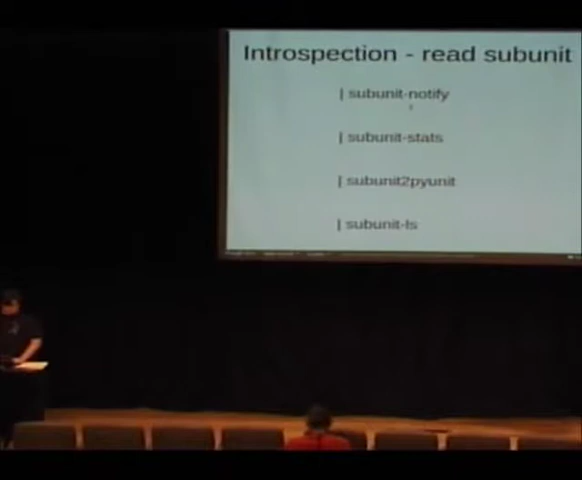 Introspection - read subunit
| subunit-notify
| subunit-stats
| subunit2pyunit
| subunit-ls